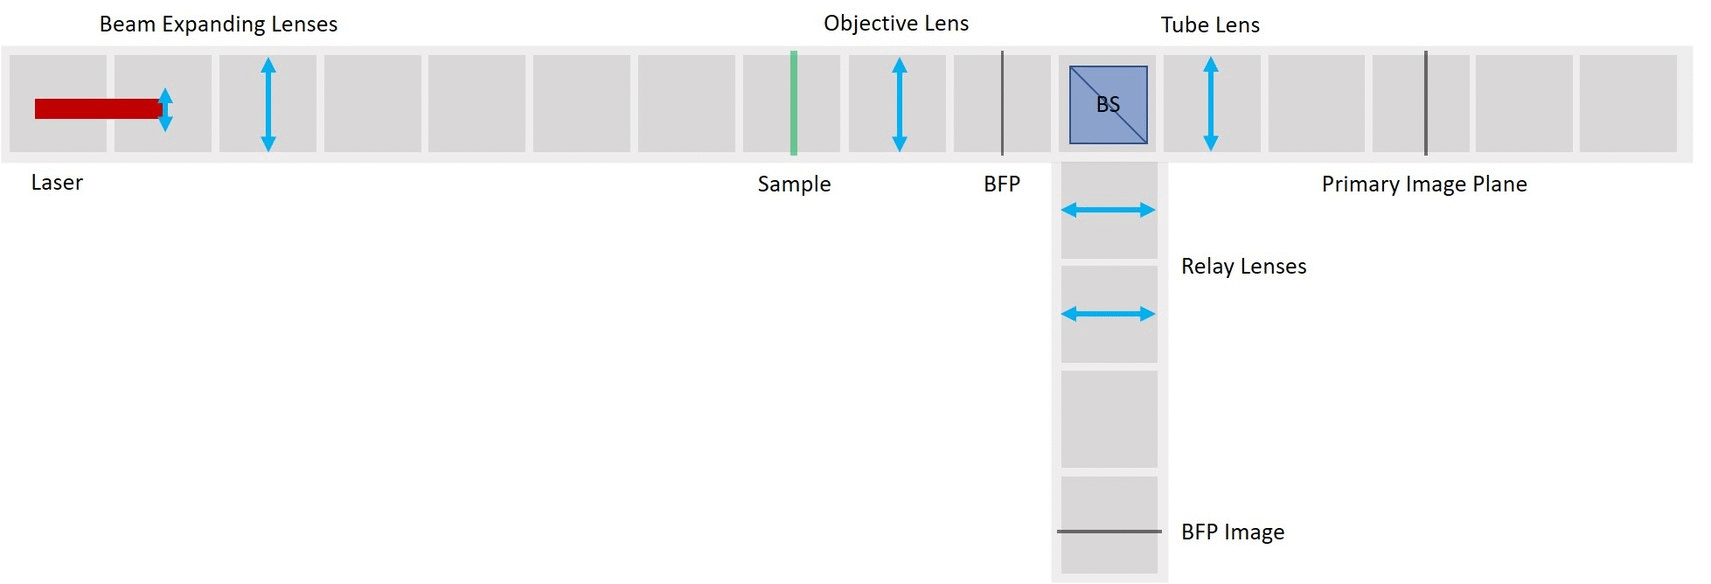 Beam Expanding Lenses
Objective Lens
Tube Lens
BS
Laser
Sample
BFP
Primary Image Plane
Relay Lenses
BFP Image